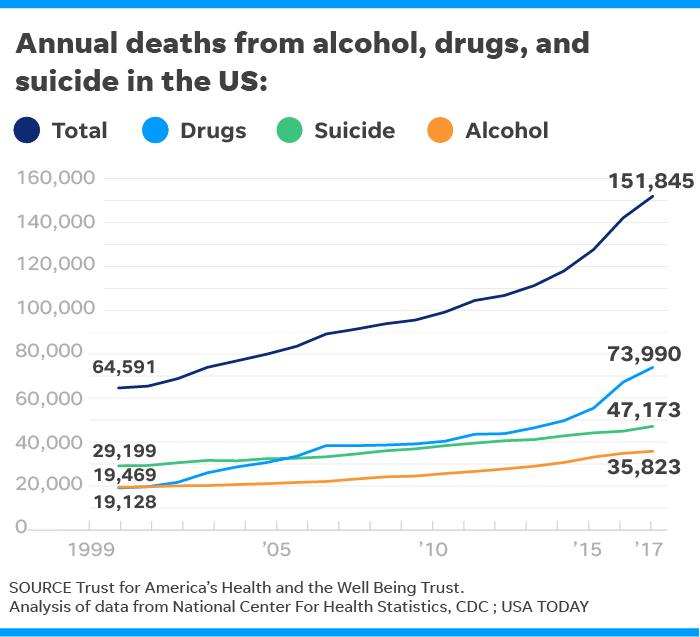 Annual deaths from alcohol, drugs, and
suicide in the US:
Total Drugs Suicide Alcohol
160,000
151,845
140,000
120,000
100,000
80,000
64,591
73,990
60,000
47,173
40,000
29,199
19,469
35,823
20,000
19,128
0
1999 ’05 ’10 ’15 ’17
SOURCE Trust for America’s Health and the Well Being Trust.
Analysis of data from National Center For Health Statistics, CDC ; USA TODAY